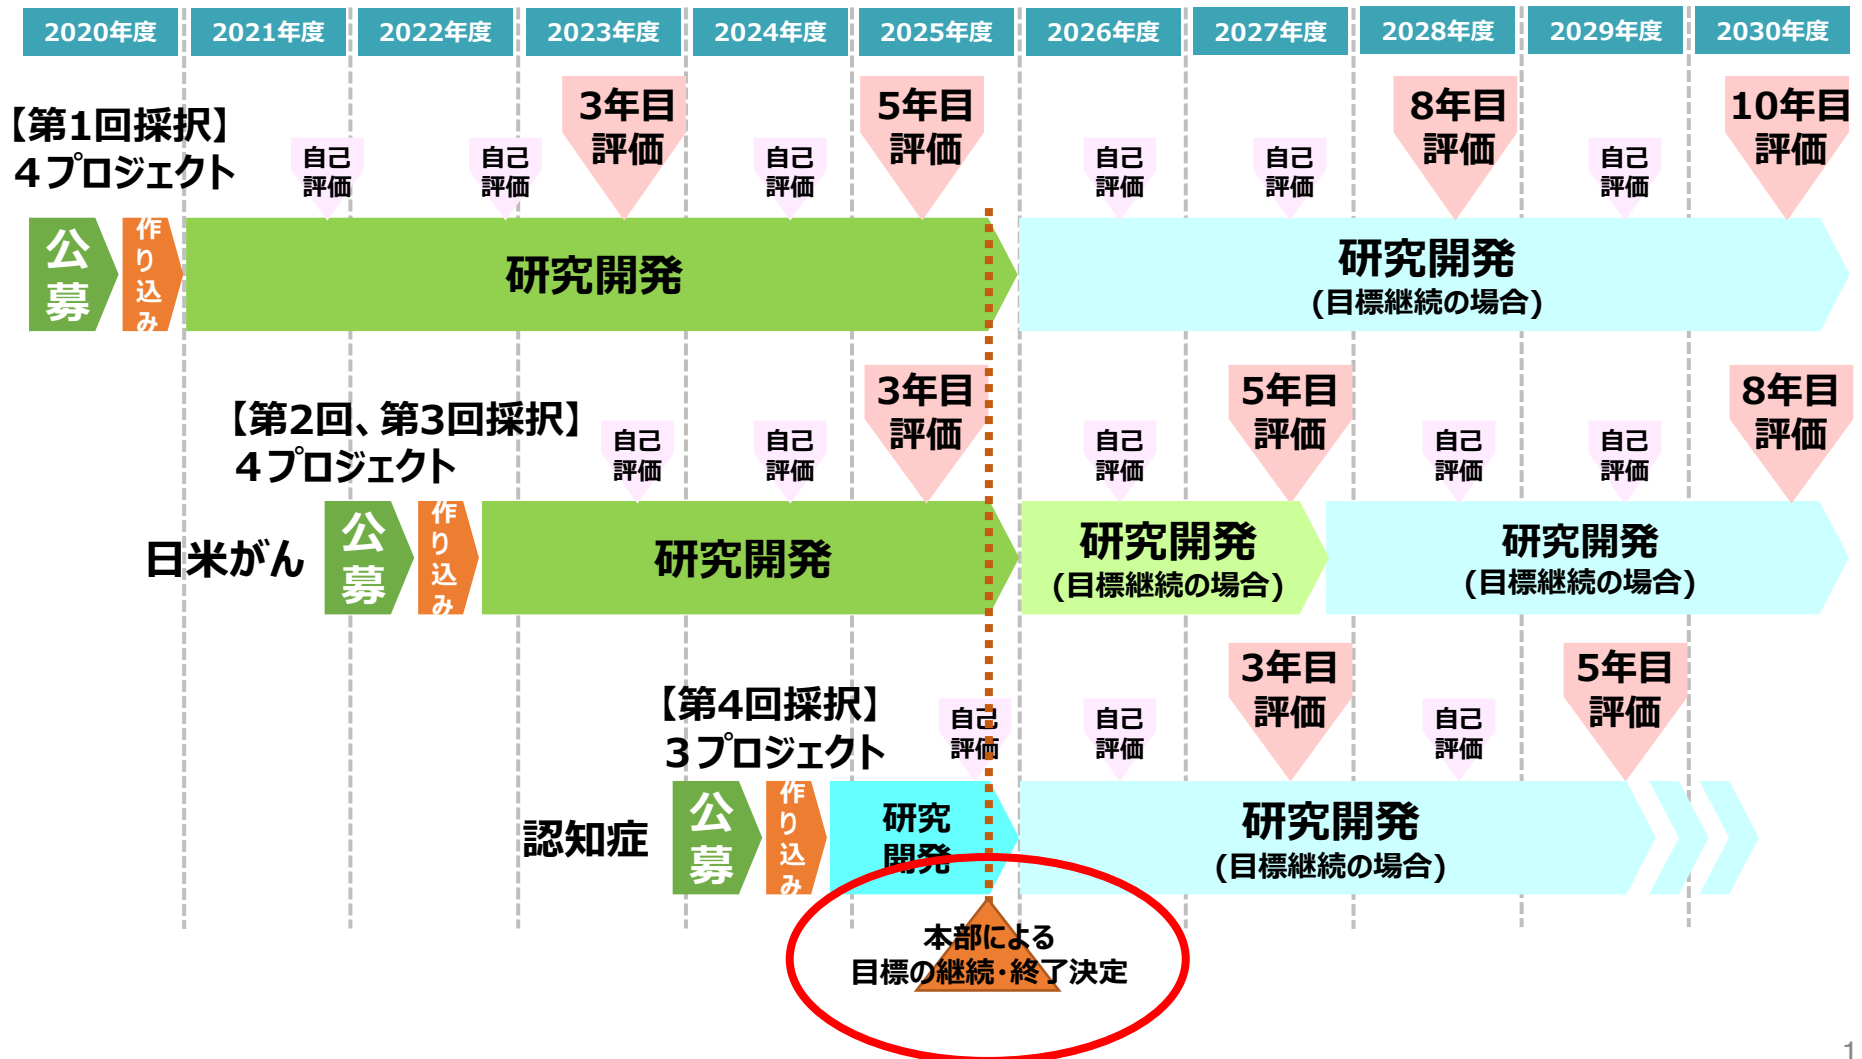 2020年度
2021年度
2022年度
2023年度
2024年度
2025年度
2026年度
2027年度
2028年度
2029年度
2030年度
【第1回採択】
４プロジェクト
自己
評価
自己
評価
3年目
評価
自己
評価
5年目
評価
自己
評価
自己
評価
8年目
評価
自己
評価
10年目
評価
公
募
作
り
込
み
研究開発
研究開発
(目標継続の場合)
【第2回、第3回採択】
４プロジェクト
自己
評価
自己
評価
3年目
評価
自己
評価
5年目
評価
自己
評価
自己
評価
8年目
評価
日米がん
公
募
作
り
込
み
研究開発
研究開発
(目標継続の場合)
研究開発
(目標継続の場合)
【第4回採択】
３プロジェクト
自己
評価
自己
評価
3年目
評価
自己
評価
5年目
評価
認知症
公
募
作
り
込
み
研究
開発
研究開発
(目標継続の場合)
本部による
目標の継続･終了決定
1